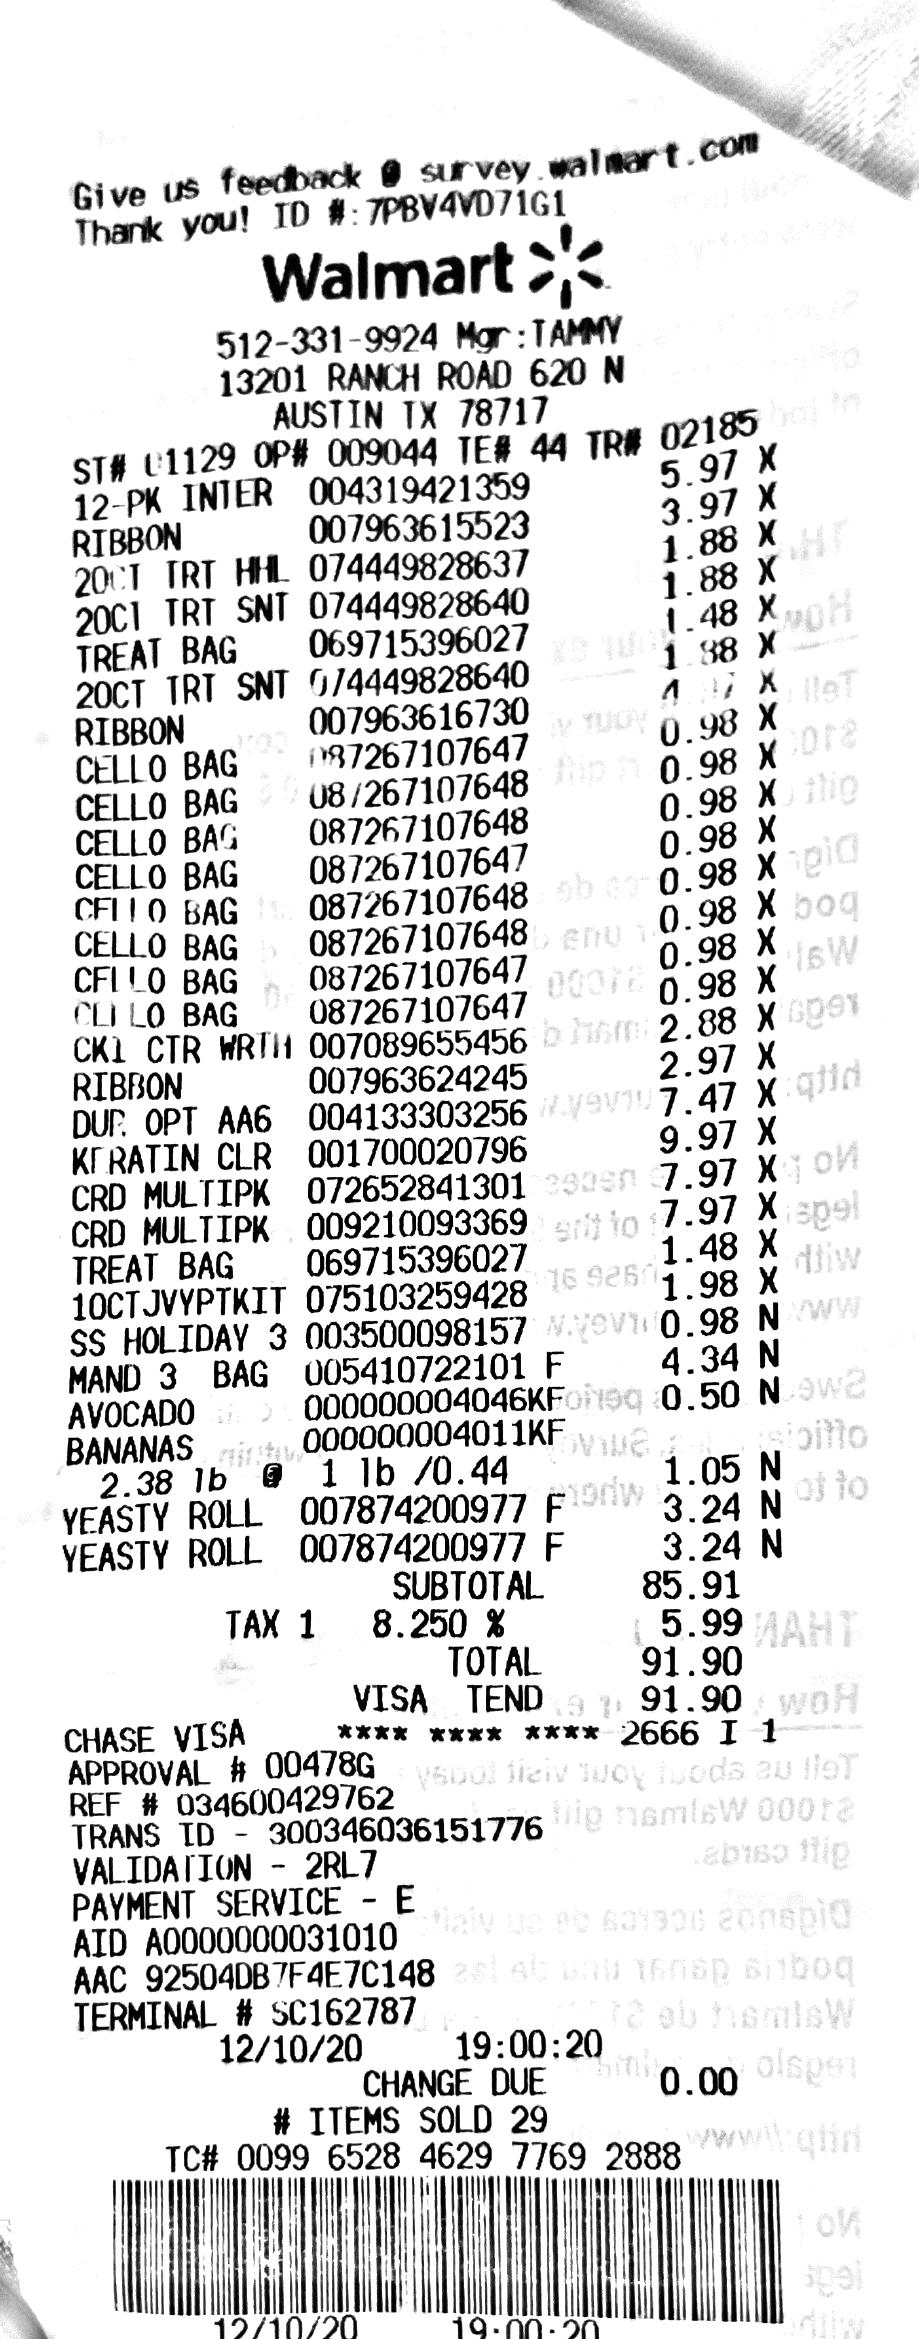 Give us feedback @ survey.walmart.com
Thank you! ID #:7PBV4VD71G1
Walmart
512-331-9924 Mgr:TAMMY
13201 RANCH ROAD 620 N
AUSTIN TX 78717
ST# 01129 OP# 009044 TE# 44 TR# 02185
12-PK INTER 004319421359 5.97 X
RIBBON 007963615523 3.97 X
20CT TRT HHL 074449828637 1.88 X
20CT TRT SNT 074449828640 1.88 X
TREAT BAG 069715396027 1.48 X
20CT TRT SNT 074449828640 1.88 X
RIBBON 007963616730 4.97 X
CELLO BAG 087267107647 0.98 X
CELLO BAG 087267107648 0.98 X
CELLO BAG 087267107648 0.98 X
CELLO BAG 087267107647 0.98 X
CELLO BAG 087267107648 0.98 X
CELLO BAG 087267107648 0.98 X
CELLO BAG 087267107647 0.98 X
CELLO BAG 087267107647 0.98 X
CK1 CTR WRTH 007089655456 2.88 X
RIBBON 007963624245 2.97 X
DUR OPT AA6 004133303256 7.47 X
KERATIN CLR 001700020796 9.97 X
CRD MULTIPK 072652841301 7.97 X
CRD MULTIPK 009210093369 7.97 X
TREAT BAG 069715396027 1.48 X
10CTJVYPTKIT 075103259428 1.98 X
SS HOLIDAY 3 003500098157 0.98 N
MAND 3 BAG 005410722101 F 4.34 N
AVOCADO 000000004046KF 0.50 N
BANANAS 000000004011KF
2.38 lb @ 1 lb /0.44 1.05 N
YEASTY ROLL 007874200977 F 3.24 N
YEASTY ROLL 007874200977 F 3.24 N
SUBTOTAL 85.91
TAX 1 8.250 % 5.99
TOTAL 91.90
VISA TEND 91.90
CHASE VISA **** **** **** 2666 I 1
APPROVAL # 00478G
REF # 034600429762
TRANS ID - 300346036151776
VALIDATION - 2RL7
PAYMENT SERVICE - E
AID A0000000031010
AAC 92504DB7F4E7C148
TERMINAL # SC162787
12/10/20 19:00:20
CHANGE DUE 0.00
# ITEMS SOLD 29
TC# 0099 6528 4629 7769 2888
12/10/20 19:00:20